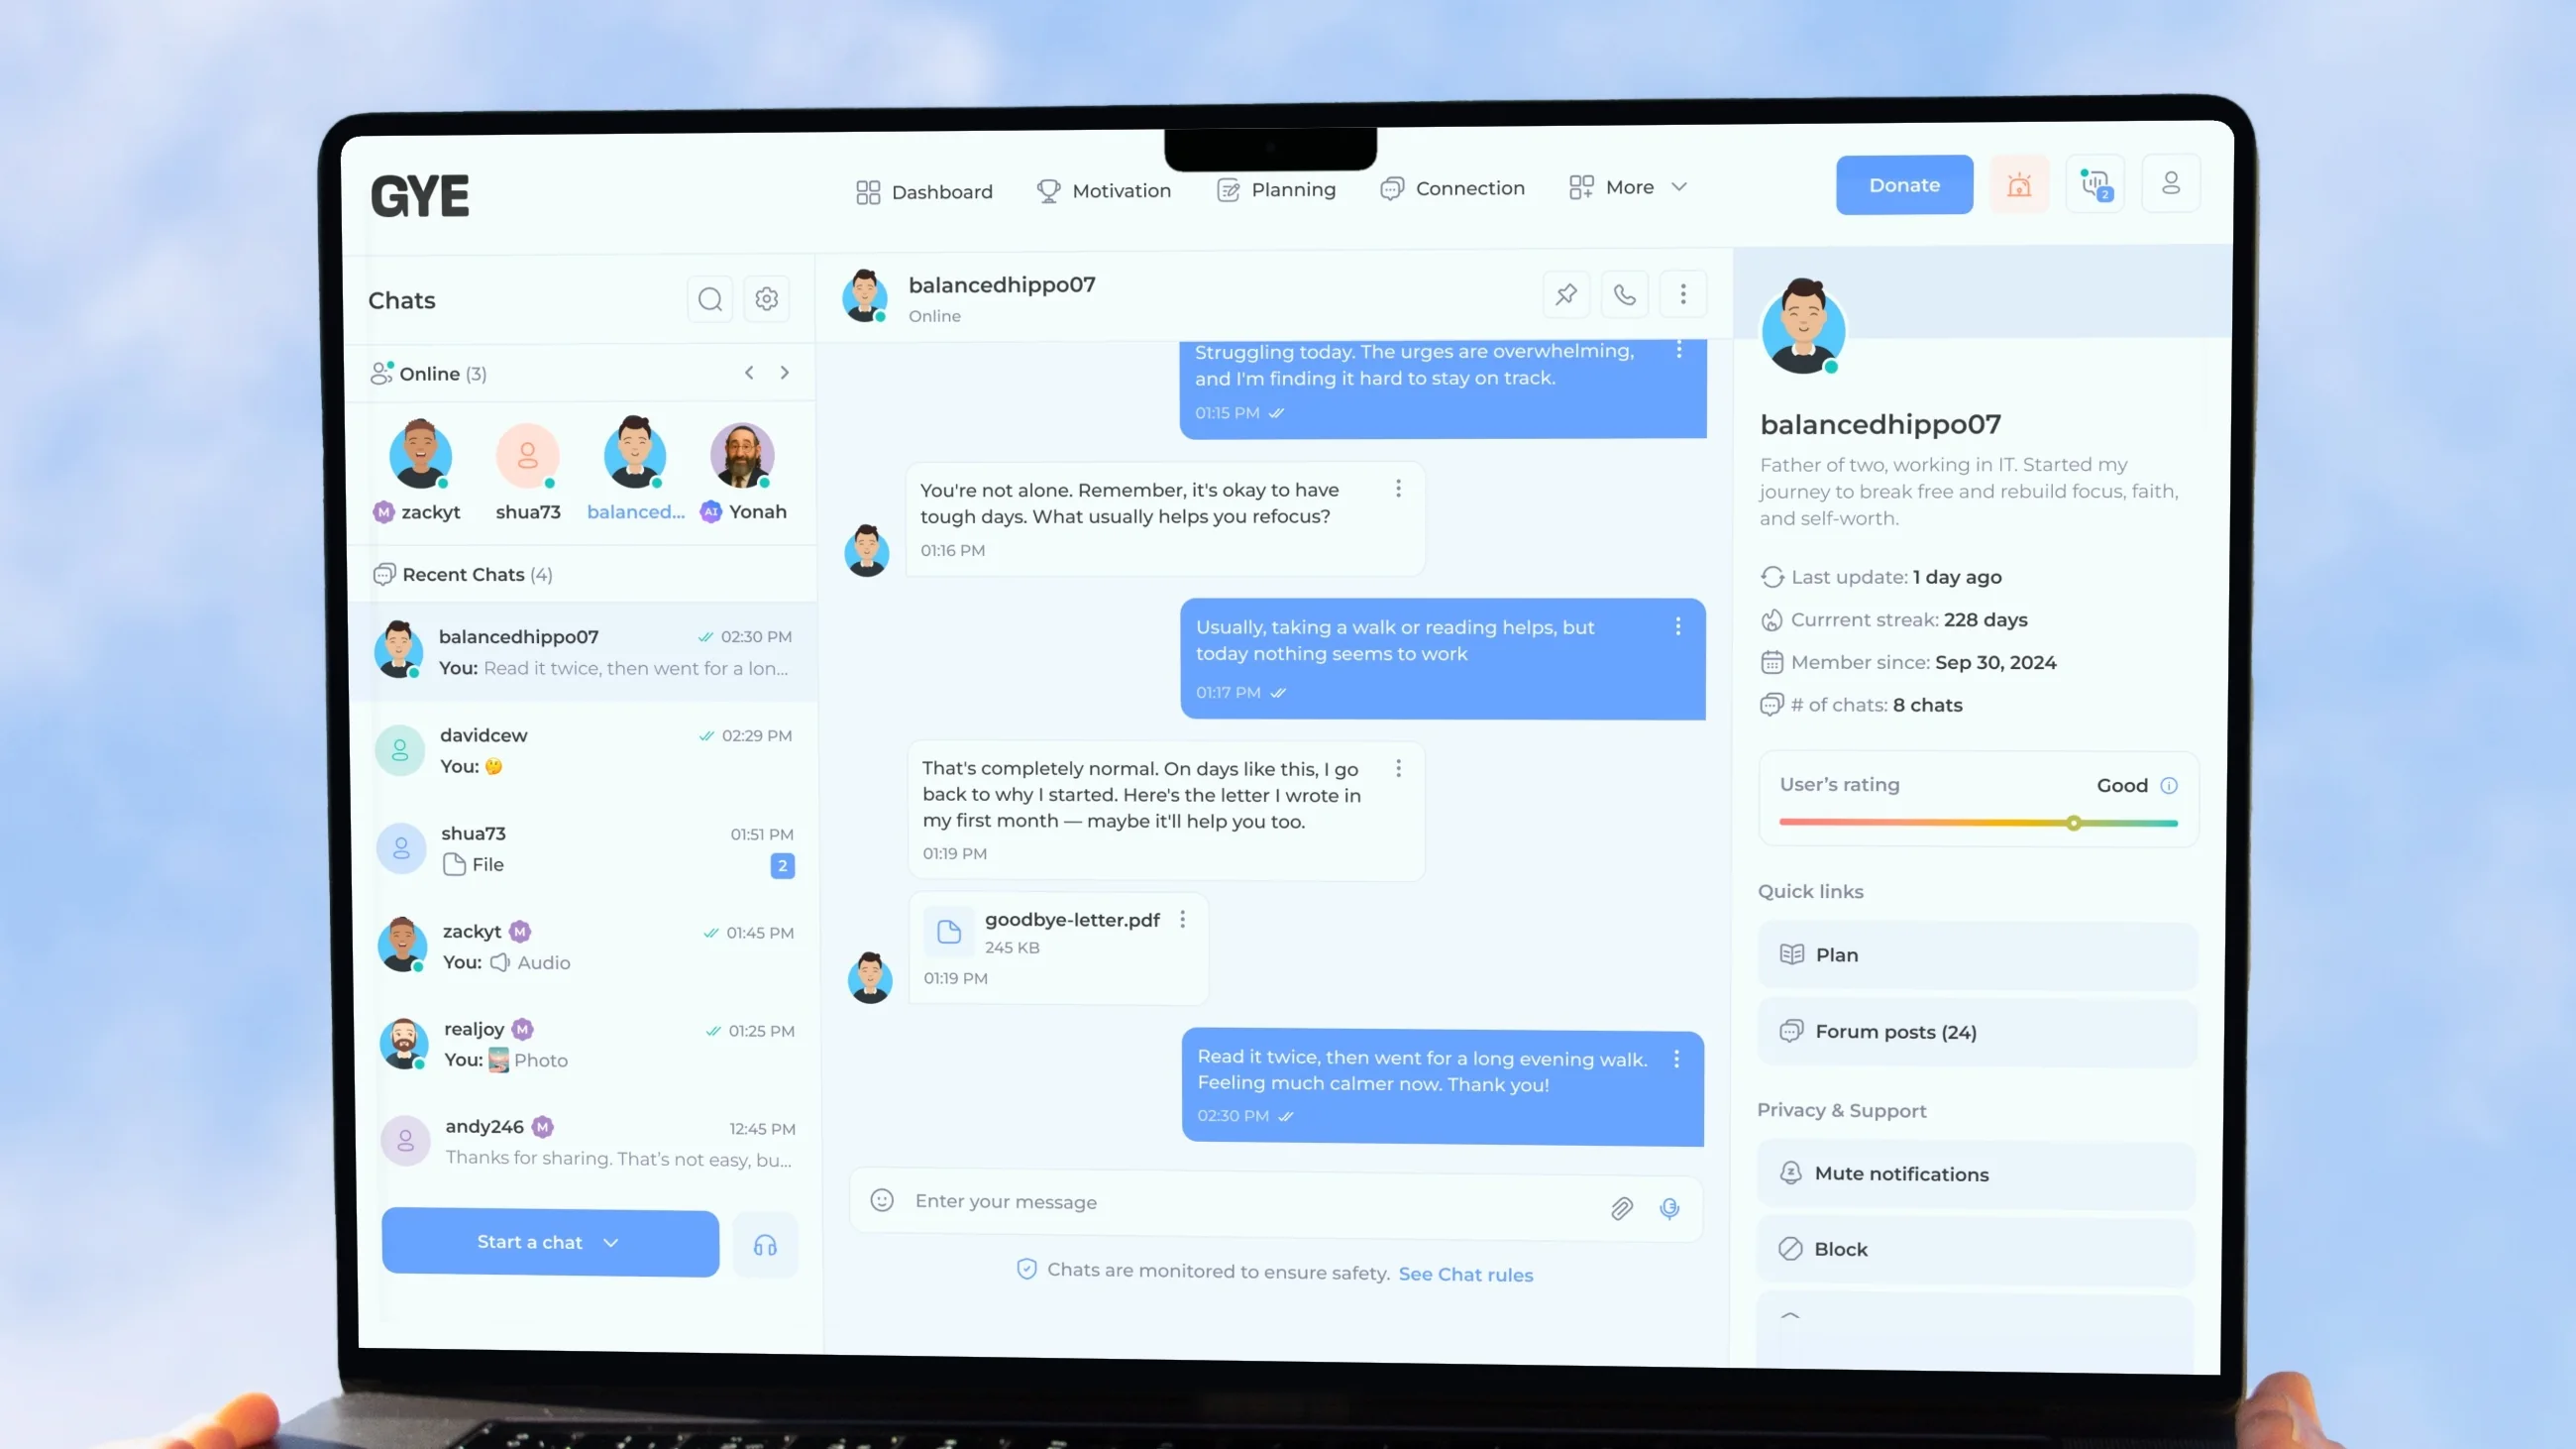 GYE
Dashboard
Motivation
Planning
Connection
More
Donate
2
Chats
Online (3)
M zackyt
shua73
balanced...
AI Yonah
Recent Chats (4)
balancedhippo07
02:30 PM
You: Read it twice, then went for a lon...
davidcew
02:29 PM
You: 🤔
shua73
01:51 PM
File
2
zackyt M
01:45 PM
You: Audio
realjoy M
01:25 PM
You: Photo
andy246 M
12:45 PM
Thanks for sharing. That's not easy, bu...
Start a chat
balancedhippo07
Online
Struggling today. The urges are overwhelming,
and I'm finding it hard to stay on track.
01:15 PM
You're not alone. Remember, it's okay to have
tough days. What usually helps you refocus?
01:16 PM
Usually, taking a walk or reading helps, but
today nothing seems to work
01:17 PM
That's completely normal. On days like this, I go
back to why I started. Here's the letter I wrote in
my first month — maybe it'll help you too.
01:19 PM
goodbye-letter.pdf
245 KB
01:19 PM
Read it twice, then went for a long evening walk.
Feeling much calmer now. Thank you!
02:30 PM
Enter your message
Chats are monitored to ensure safety. See Chat rules
balancedhippo07
Father of two, working in IT. Started my
journey to break free and rebuild focus, faith,
and self-worth.
Last update: 1 day ago
Currrent streak: 228 days
Member since: Sep 30, 2024
# of chats: 8 chats
User's rating
Good
Quick links
Plan
Forum posts (24)
Privacy & Support
Mute notifications
Block